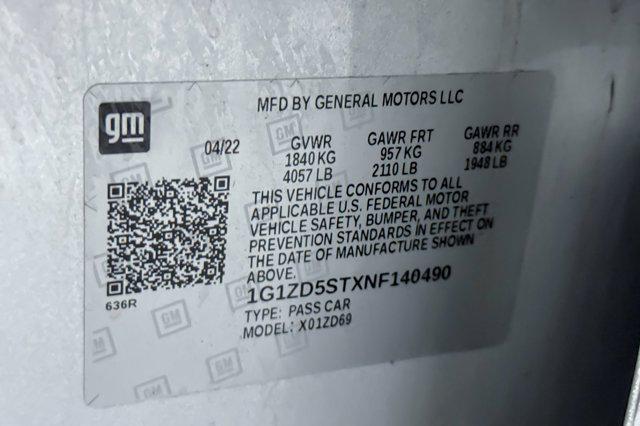 gm
MFD BY GENERAL MOTORS LLC
04/22 GVWR GAWR FRT GAWR RR
1840 KG 957 KG 884 KG
4057 LB 2110 LB 1948 LB
THIS VEHICLE CONFORMS TO ALL
APPLICABLE U.S. FEDERAL MOTOR
VEHICLE SAFETY, BUMPER, AND THEFT
PREVENTION STANDARDS IN EFFECT ON
THE DATE OF MANUFACTURE SHOWN
ABOVE.
636R
1G1ZD5STXNF140490
TYPE: PASS CAR
MODEL: X01ZD69